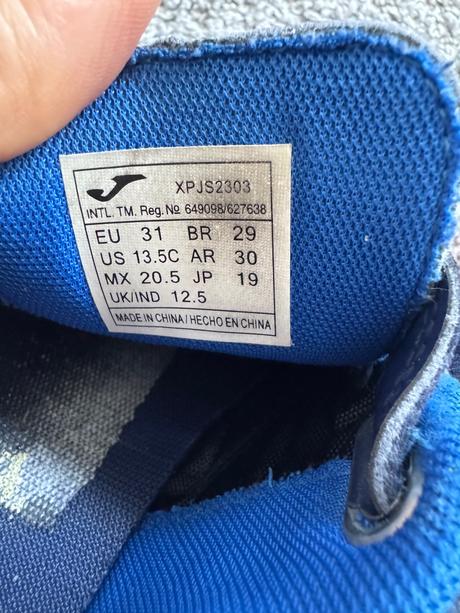 XPJS2303
INTL. TM. Reg.№ 649098/627638
EU 31 BR 29
US 13.5C AR 30
MX 20.5 JP 19
UK/IND 12.5
MADE IN CHINA/HECHO EN CHINA